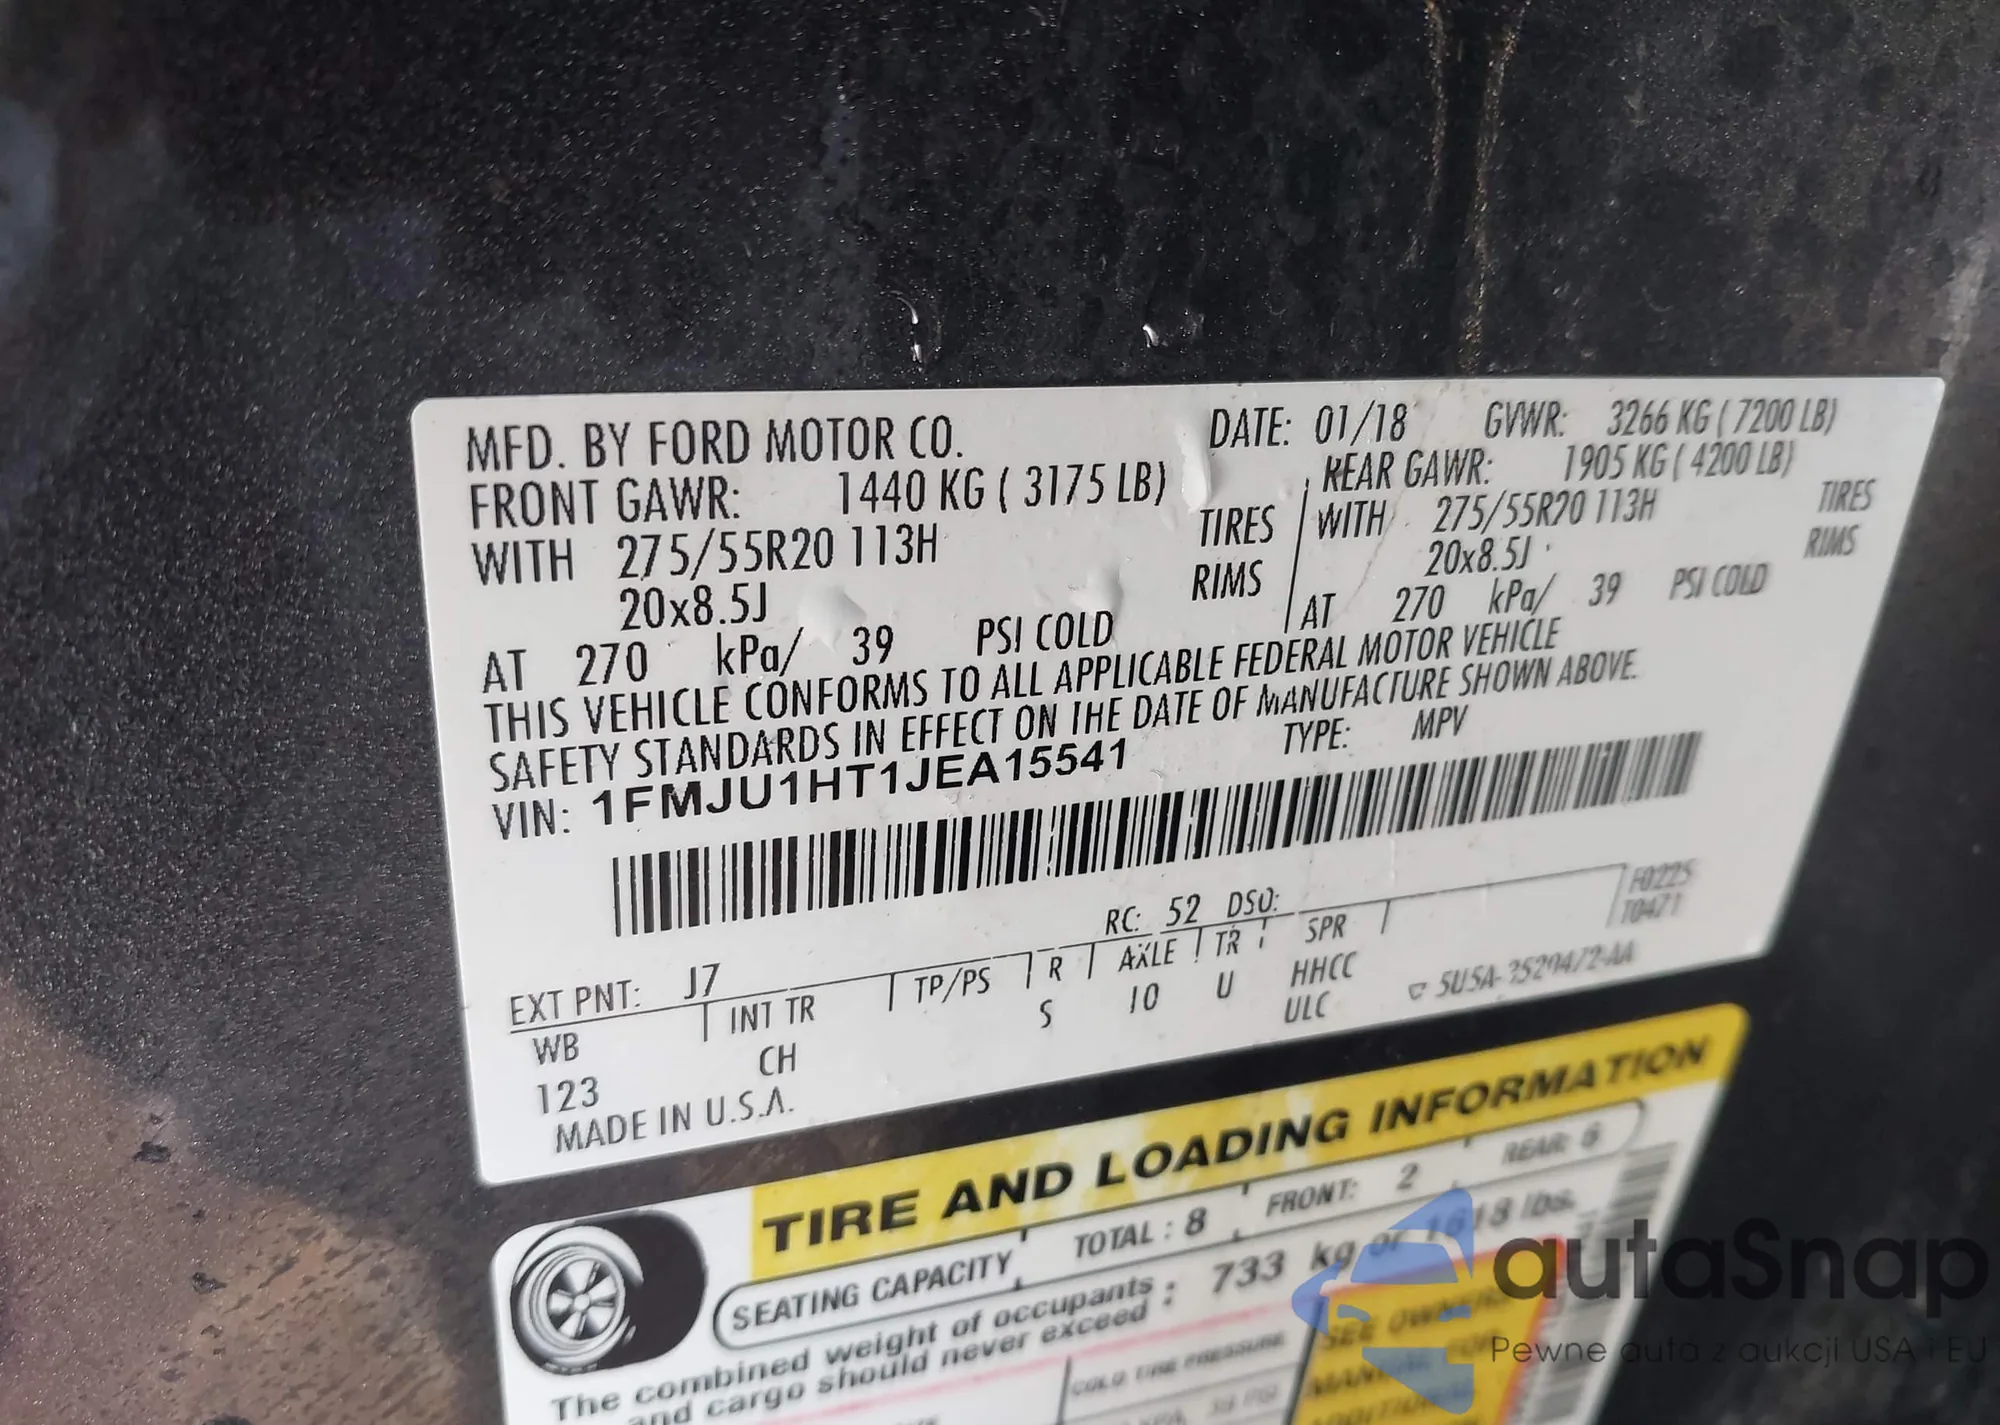 MFD. BY FORD MOTOR CO. DATE: 01/18 GVWR: 3266 KG ( 7200 LB)
FRONT GAWR: 1440 KG ( 3175 LB) REAR GAWR: 1905 KG ( 4200 LB)
WITH 275/55R20 113H TIRES WITH 275/55R20 113H TIRES
20x8.5J RIMS 20x8.5J RIMS
AT 270 kPa/ 39 PSI COLD AT 270 kPa/ 39 PSI COLD
THIS VEHICLE CONFORMS TO ALL APPLICABLE FEDERAL MOTOR VEHICLE
SAFETY STANDARDS IN EFFECT ON THE DATE OF MANUFACTURE SHOWN ABOVE.
VIN: 1FMJU1HT1JEA15541 TYPE: MPV
F0225
T0471
EXT PNT: J7 RC: 52 DSO:
WB INT TR TP/PS R AXLE TR SPR
123 CH S IO U HHCC
ULC
MADE IN U.S.A.
TIRE AND LOADING INFORMATION
SEATING CAPACITY TOTAL : 8 FRONT: 2 REAR: 6
The combined weight of occupants : 733 kg or 1618 lbs.
and cargo should never exceed
COLD TIRE PRESSURE
SEE OWNERS
MANUAL FOR
ADDITIONAL
autaSnap
Pewne auta z aukcji USA i EU